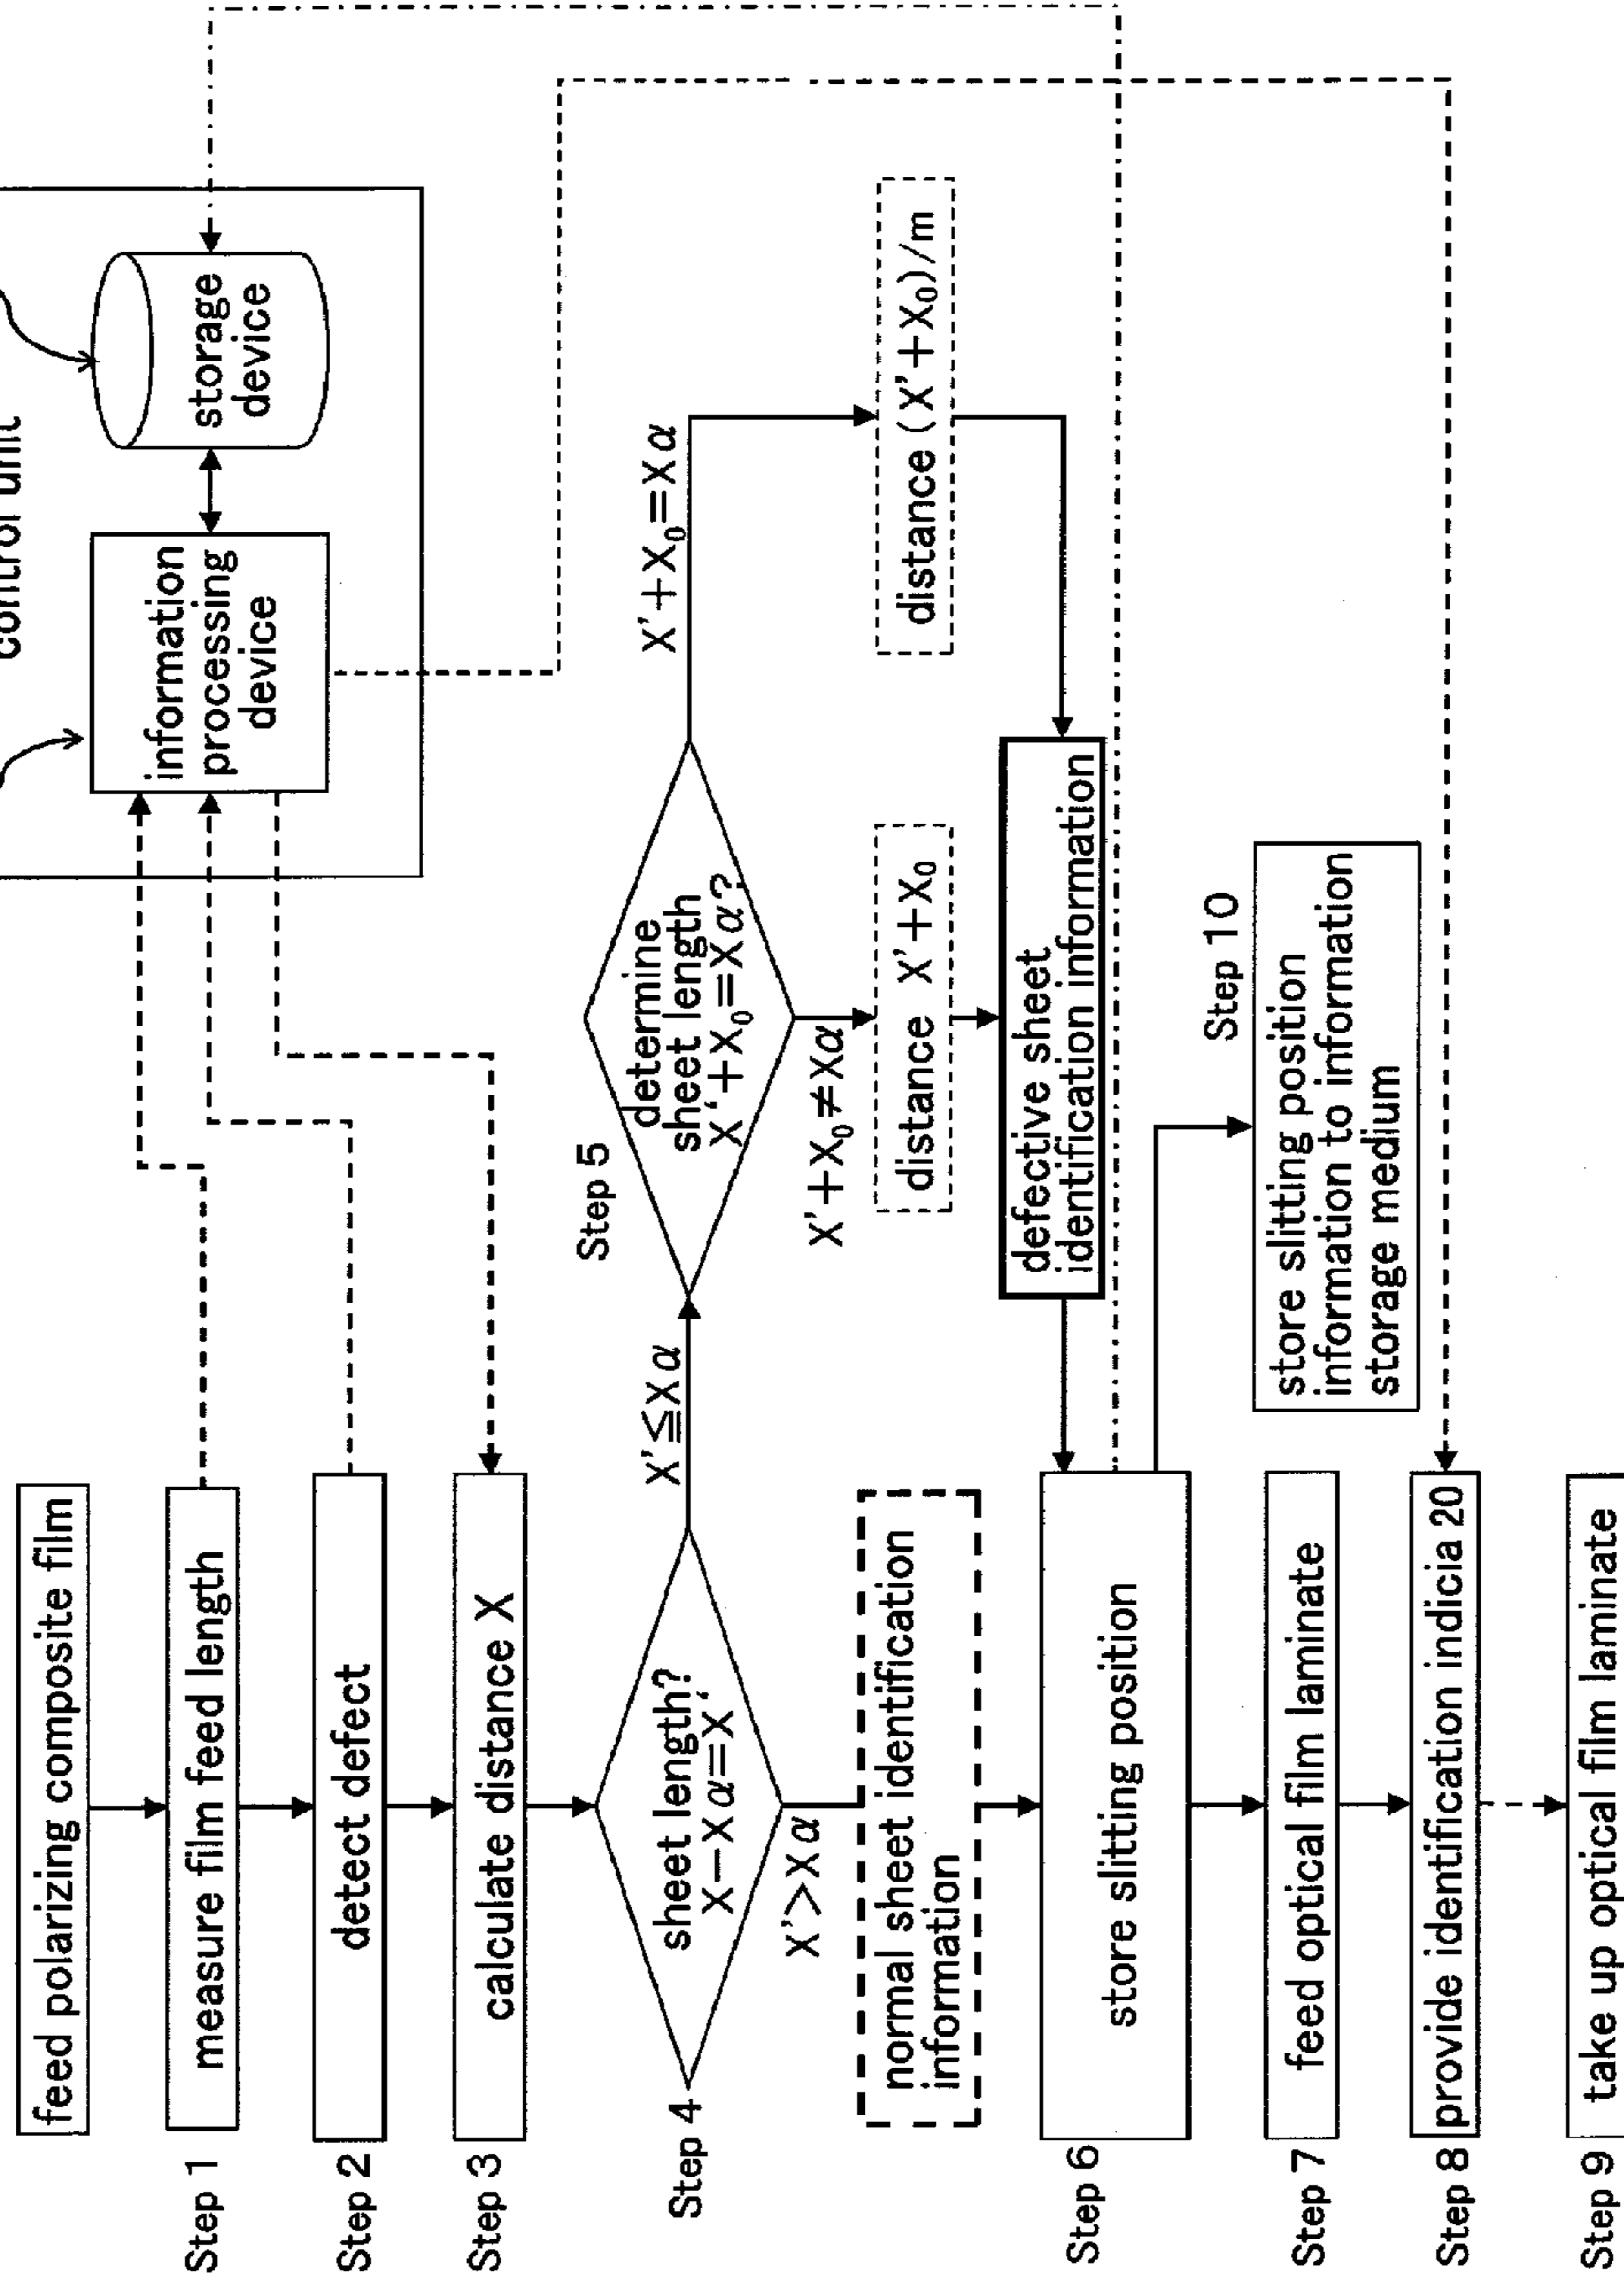 control unit
information
processing
device
storage
device
feed polarizing composite film
Step 1
measure film feed length
Step 2
detect defect
Step 3
calculate distance X
Step 4
sheet length?
X−Xα=X'
X'≦Xα
X'>Xα
Step 5
determine
sheet length
X'+X₀=Xα?
X'+X₀=Xα
X'+X₀≠Xα
distance X'+X₀
distance (X'+X₀)/m
normal sheet identification
information
defective sheet
identification information
Step 6
store slitting position
Step 10
store slitting position
information to information
storage medium
Step 7
feed optical film laminate
Step 8
provide identification indicia 20
Step 9
take up optical film laminate